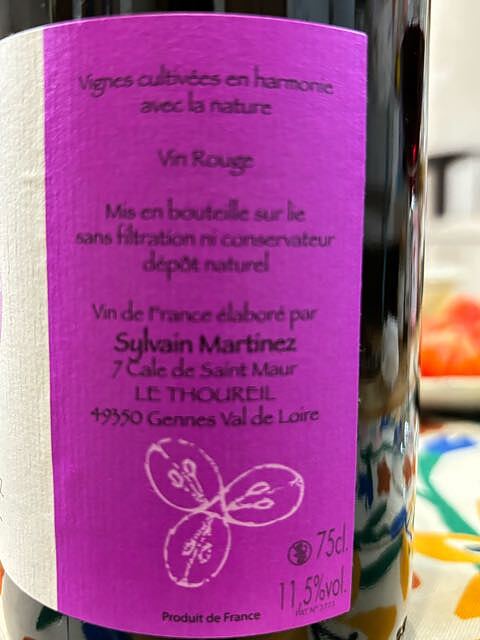 Vignes cultivées en harmonie
avec la nature
Vin Rouge
Mis en bouteille sur lie
sans filtration ni conservateur
dépôt naturel
Vin de France élaboré par
Sylvain Martinez
7 Cale de Saint Maur
LE THOUREIL
49350 Gennes Val de Loire
75cl.
11,5%vol.
Produit de France